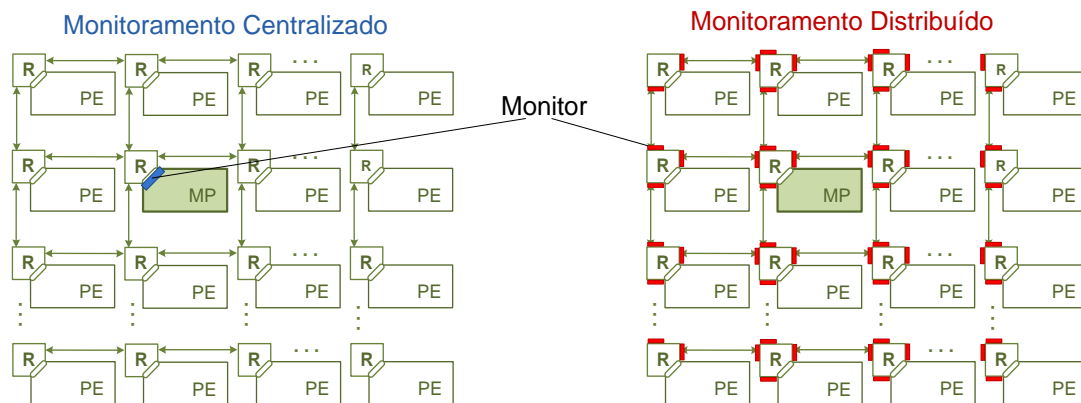 Monitoramento Centralizado
Monitoramento Distribuído
R R R . . . R
PE PE PE PE
R R R . . . R
PE PE PE PE
Monitor
R R R . . . R
PE MP PE PE
R R R . . . R
PE MP PE PE
R R R . . . R
PE PE PE PE
R R R . . . R
PE PE PE PE
R R R . . . R
PE PE PE PE
R R R . . . R
PE PE PE PE